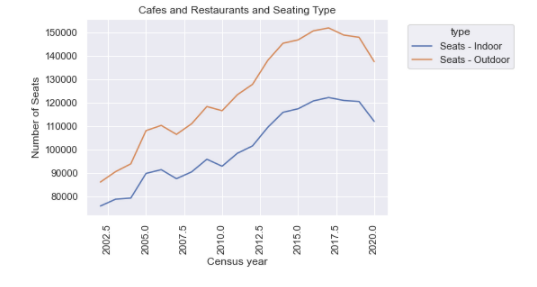 Cafes and Restaurants and Seating Type
type
Seats - Indoor
Seats - Outdoor
Number of Seats
150000
140000
130000
120000
110000
100000
90000
80000
2002.5
2005.0
2007.5
2010.0
2012.5
2015.0
2017.5
2020.0
Census year